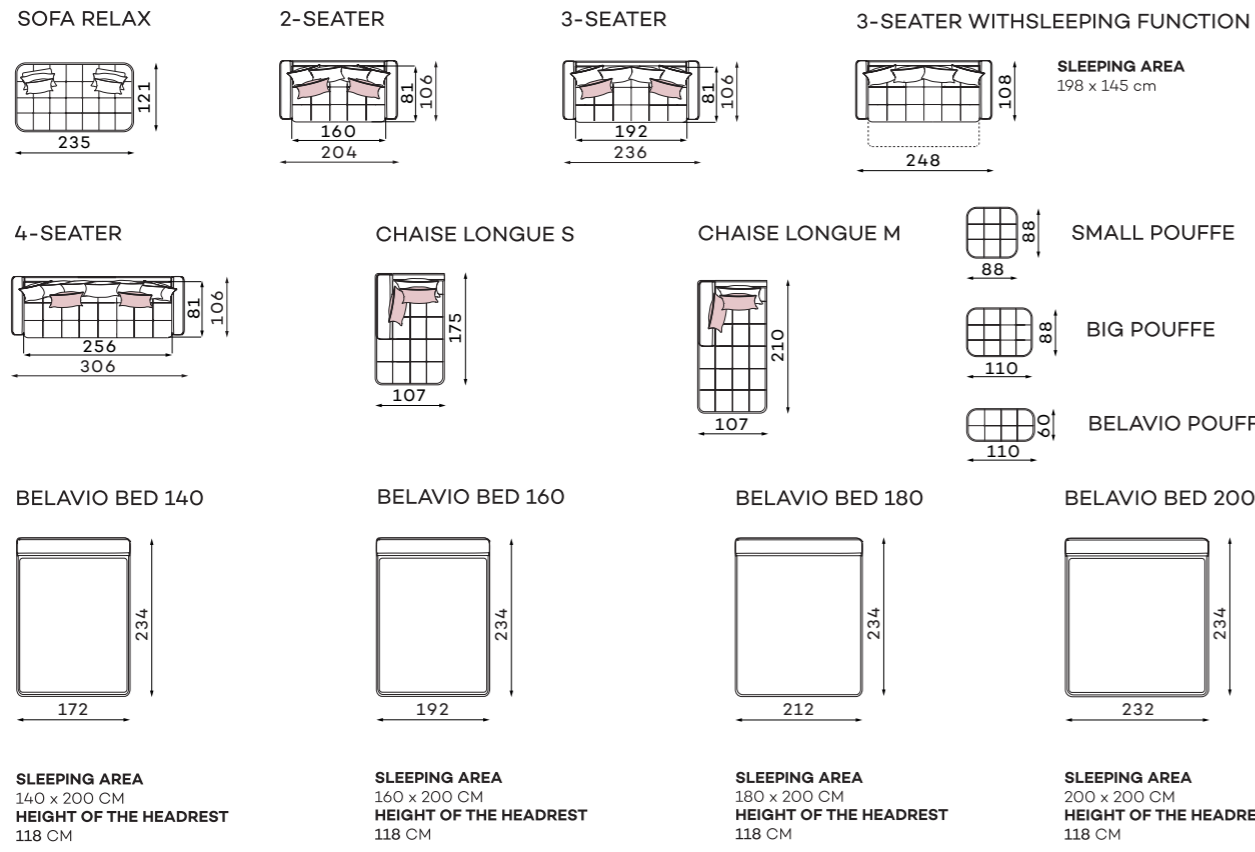 SOFA RELAX
121
235
2-SEATER
81
106
160
204
3-SEATER
81
106
192
236
3-SEATER WITHSLEEPING FUNCTION
108
248
SLEEPING AREA
198 x 145 cm
4-SEATER
81
106
256
306
CHAISE LONGUE S
175
107
CHAISE LONGUE M
210
107
88
SMALL POUFFE
88
88
BIG POUFFE
110
60
BELAVIO POUFF
110
BELAVIO BED 140
234
172
SLEEPING AREA
140 x 200 CM
HEIGHT OF THE HEADREST
118 CM
BELAVIO BED 160
234
192
SLEEPING AREA
160 x 200 CM
HEIGHT OF THE HEADREST
118 CM
BELAVIO BED 180
234
212
SLEEPING AREA
180 x 200 CM
HEIGHT OF THE HEADREST
118 CM
BELAVIO BED 200
234
232
SLEEPING AREA
200 x 200 CM
HEIGHT OF THE HEADRE
118 CM